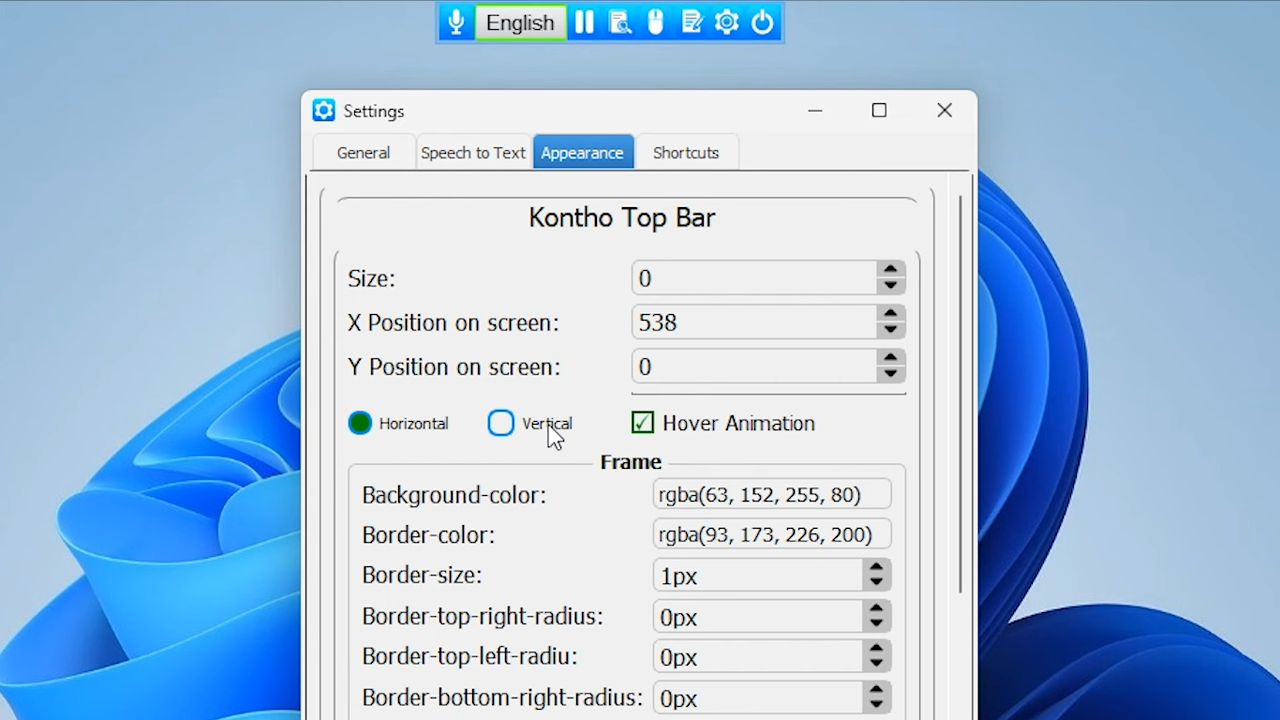 English
Settings
General Speech to Text Appearance Shortcuts
Kontho Top Bar
Size: 0
X Position on screen: 538
Y Position on screen: 0
Horizontal Vertical Hover Animation
Frame
Background-color: rgba(63, 152, 255, 80)
Border-color: rgba(93, 173, 226, 200)
Border-size: 1px
Border-top-right-radius: 0px
Border-top-left-radiu: 0px
Border-bottom-right-radius: 0px